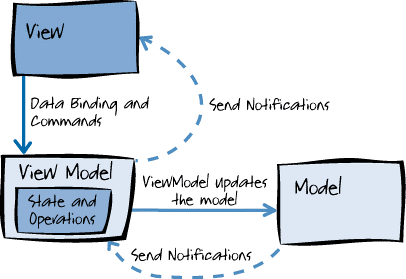 View
Data Binding and
Commands
Send Notifications
View Model
State and
Operations
ViewModel updates
the model
Model
Send Notifications